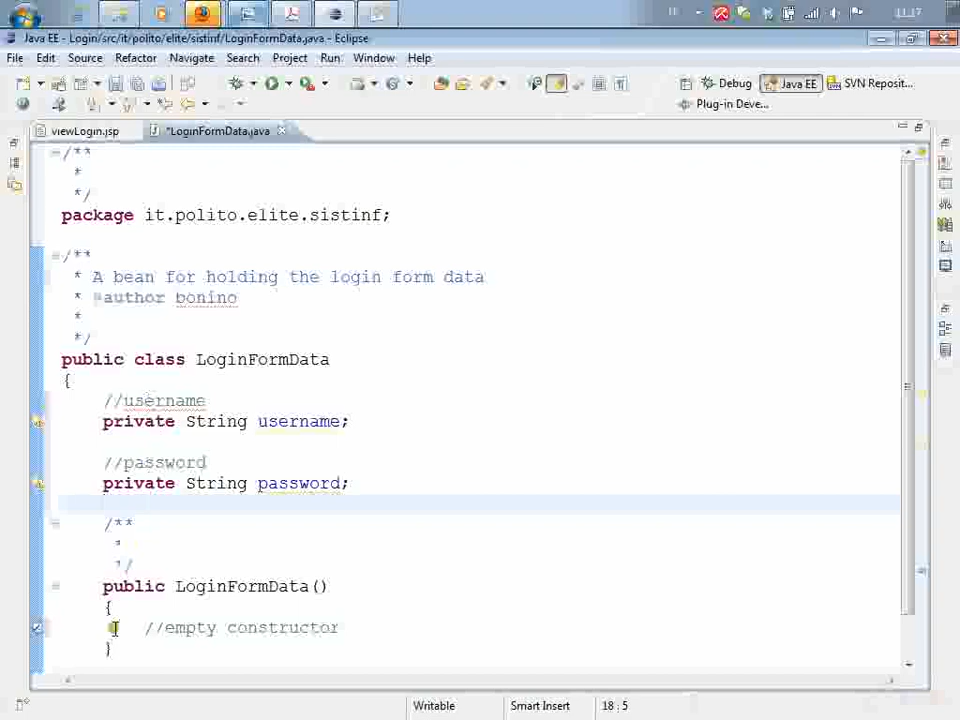 11.17
Java EE - Login/src/it/polito/elite/sistinf/LoginFormData.java - Eclipse
File Edit Source Refactor Navigate Search Project Run Window Help
Debug Java EE SVN Reposit...
Plug-in Deve...
viewLogin.jsp *LoginFormData.java
/**
*
*/
package it.polito.elite.sistinf;
/**
* A bean for holding the login form data
* @author bonino
*
*/
public class LoginFormData
{
//username
private String username;
//password
private String password;
/**
*
*/
public LoginFormData()
{
//empty constructor
}
Writable Smart Insert 18 : 5